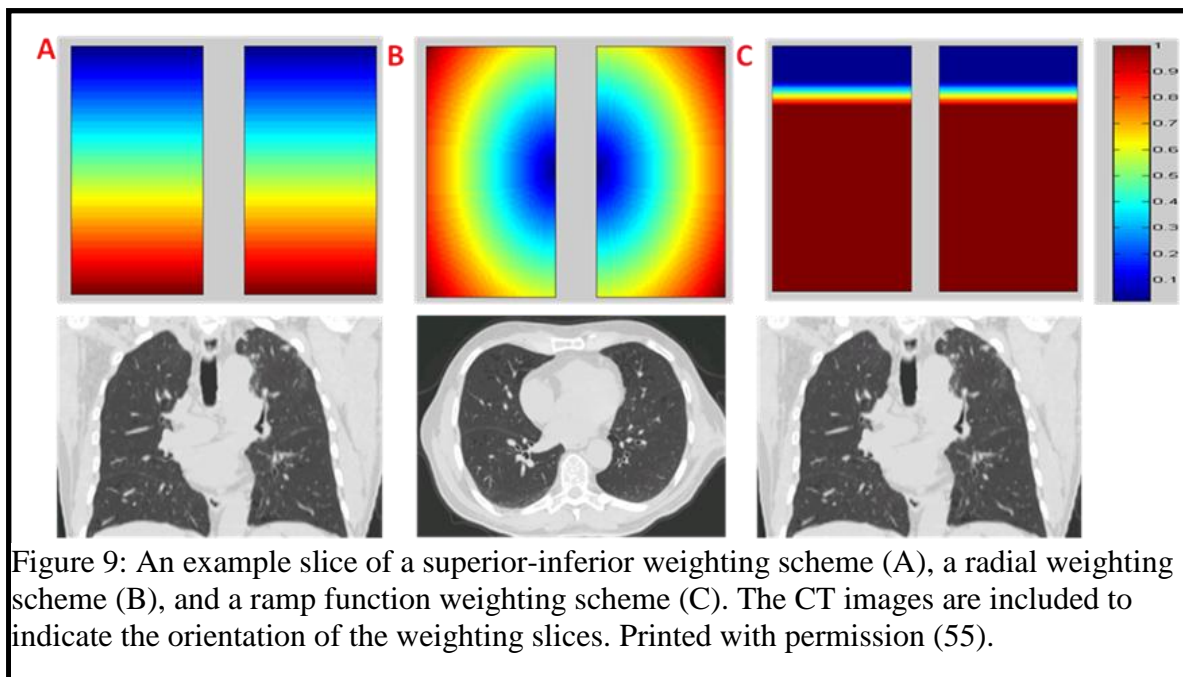 A
B
C
1
0.9
0.8
0.7
0.6
0.5
0.4
0.3
0.2
0.1
Figure 9: An example slice of a superior-inferior weighting scheme (A), a radial weighting
scheme (B), and a ramp function weighting scheme (C). The CT images are included to
indicate the orientation of the weighting slices. Printed with permission (55).